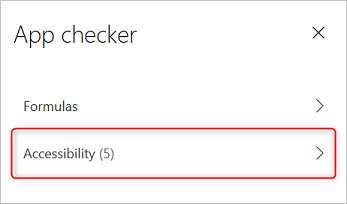 App checker
Formulas
Accessibility (5)